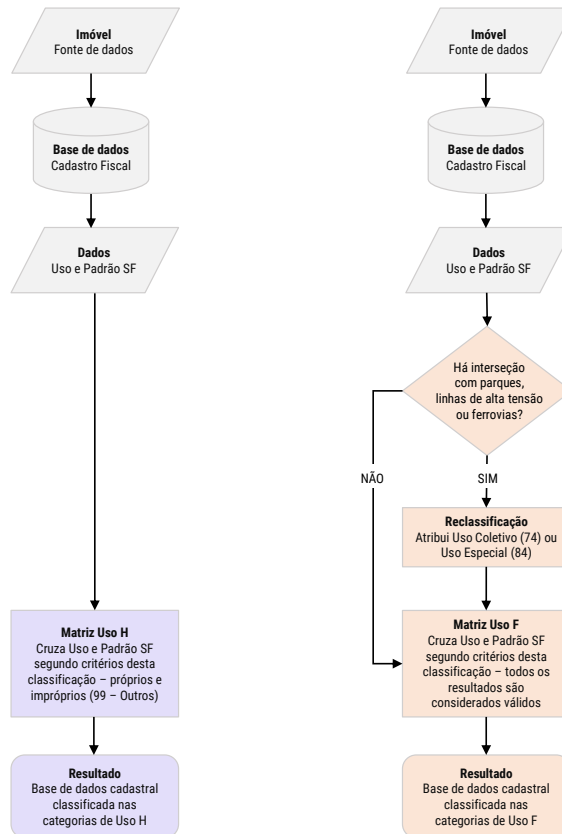 Imóvel
Fonte de dados
Base de dados
Cadastro Fiscal
Dados
Uso e Padrão SF
Matriz Uso H
Cruza Uso e Padrão SF
segundo critérios desta
classificação – próprios e
impróprios (99 – Outros)
Resultado
Base de dados cadastral
classificada nas
categorias de Uso H
Imóvel
Fonte de dados
Base de dados
Cadastro Fiscal
Dados
Uso e Padrão SF
Há interseção
com parques,
linhas de alta tensão
ou ferrovias?
NÃO
SIM
Reclassificação
Atribui Uso Coletivo (74) ou
Uso Especial (84)
Matriz Uso F
Cruza Uso e Padrão SF
segundo critérios desta
classificação – todos os
resultados são
considerados válidos
Resultado
Base de dados cadastral
classificada nas
categorias de Uso F